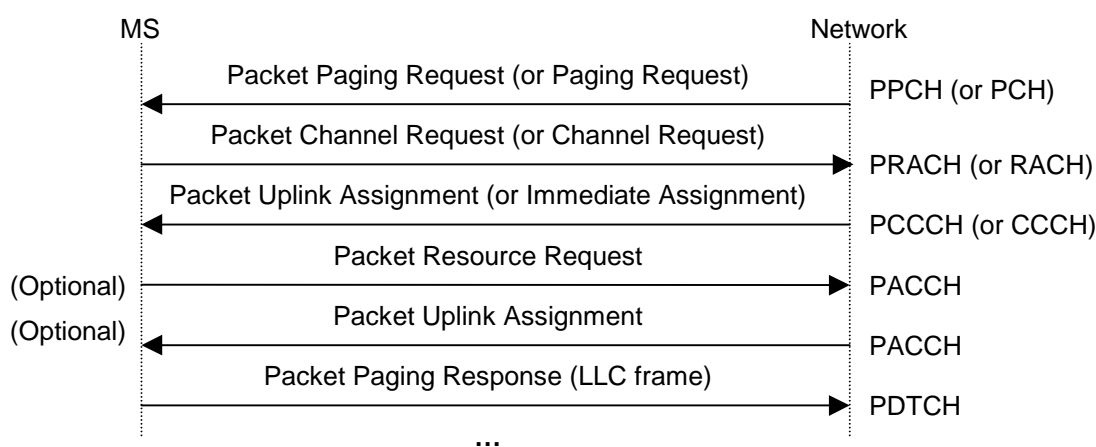 MS Network
Packet Paging Request (or Paging Request)
PPCH (or PCH)
Packet Channel Request (or Channel Request)
PRACH (or RACH)
Packet Uplink Assignment (or Immediate Assignment)
PCCCH (or CCCH)
Packet Resource Request
(Optional) PACCH
Packet Uplink Assignment
(Optional) PACCH
Packet Paging Response (LLC frame)
PDTCH
...